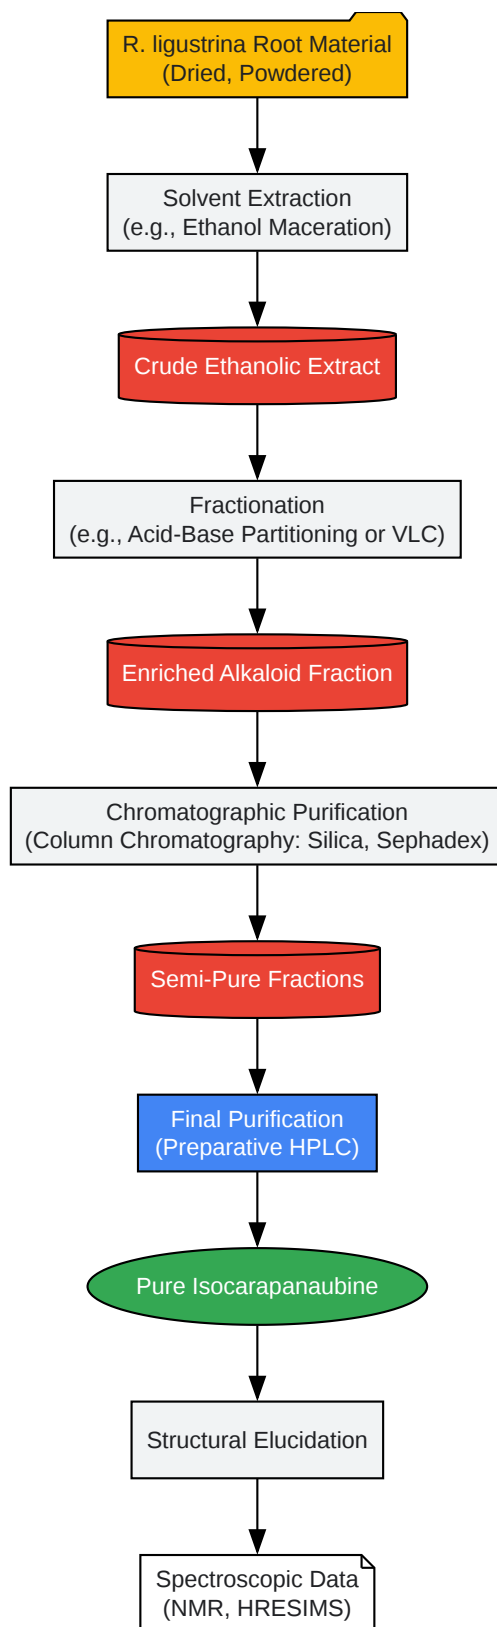 R. ligustrina Root Material
(Dried, Powdered)
Solvent Extraction
(e.g., Ethanol Maceration)
Crude Ethanolic Extract
Fractionation
(e.g., Acid-Base Partitioning or VLC)
Enriched Alkaloid Fraction
Chromatographic Purification
(Column Chromatography: Silica, Sephadex)
Semi-Pure Fractions
Final Purification
(Preparative HPLC)
Pure Isocarapanaubine
Structural Elucidation
Spectroscopic Data
(NMR, HRESIMS)